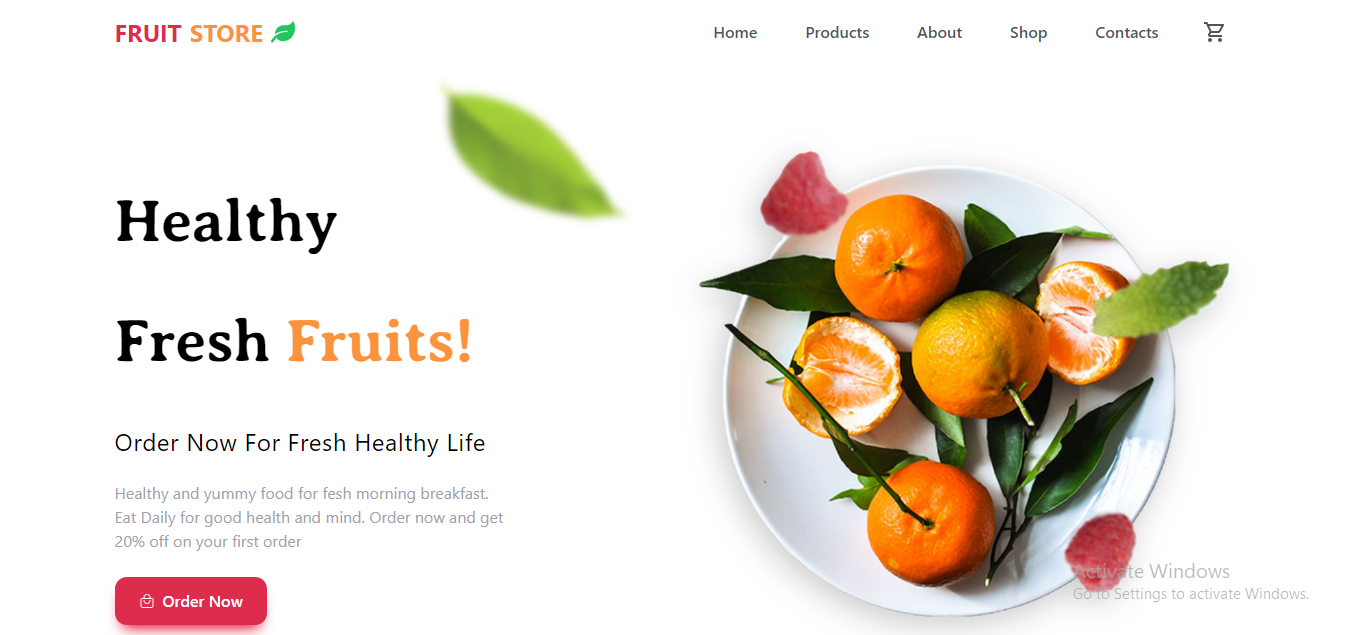 FRUIT STORE
Home Products About Shop Contacts
Healthy
Fresh Fruits!
Order Now For Fresh Healthy Life
Healthy and yummy food for fesh morning breakfast.
Eat Daily for good health and mind. Order now and get
20% off on your first order
Order Now
Activate Windows
Go to Settings to activate Windows.